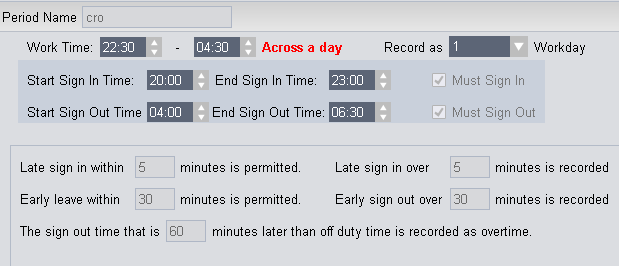 Period Name cro
Work Time: 22:30 - 04:30 Across a day Record as 1 Workday
Start Sign In Time: 20:00 End Sign In Time: 23:00 Must Sign In
Start Sign Out Time 04:00 End Sign Out Time: 06:30 Must Sign Out
Late sign in within 5 minutes is permitted. Late sign in over 5 minutes is recorded
Early leave within 30 minutes is permitted. Early sign out over 30 minutes is recorded
The sign out time that is 60 minutes later than off duty time is recorded as overtime.